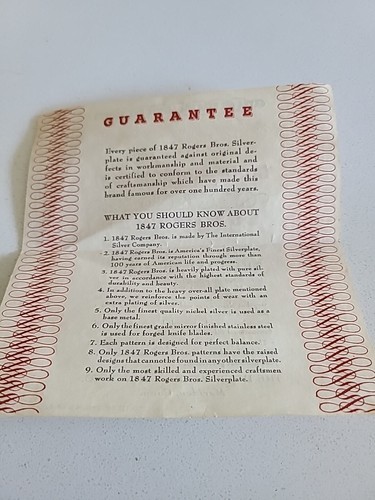 GUARANTEE
Every piece of 1847 Rogers Bros. Silver-
plate is guaranteed against original de-
fects in workmanship and material and
is certified to conform to the standards
of craftsmanship which have made this
brand famous for over one hundred years.
WHAT YOU SHOULD KNOW ABOUT
1847 ROGERS BROS.
1. 1847 Rogers Bros. is made by The International
Silver Company.
2. 1847 Rogers Bros. is America's Finest Silverplate,
having earned its reputation through more than
100 years of American life and progress.
3. 1847 Rogers Bros. is heavily plated with pure sil-
ver in accordance with the highest standards of
durability and beauty.
4. In addition to the heavy over-all plate mentioned
above, we reinforce the points of wear with an
extra plating of silver.
5. Only the finest quality nickel silver is used as a
base metal.
6. Only the finest grade mirror finished stainless steel
is used for forged knife blades.
7. Each pattern is designed for perfect balance.
8. Only 1847 Rogers Bros. patterns have the raised
designs that cannot be found in any other silverplate.
9. Only the most skilled and experienced craftsmen
work on 1847 Rogers Bros. Silverplate.